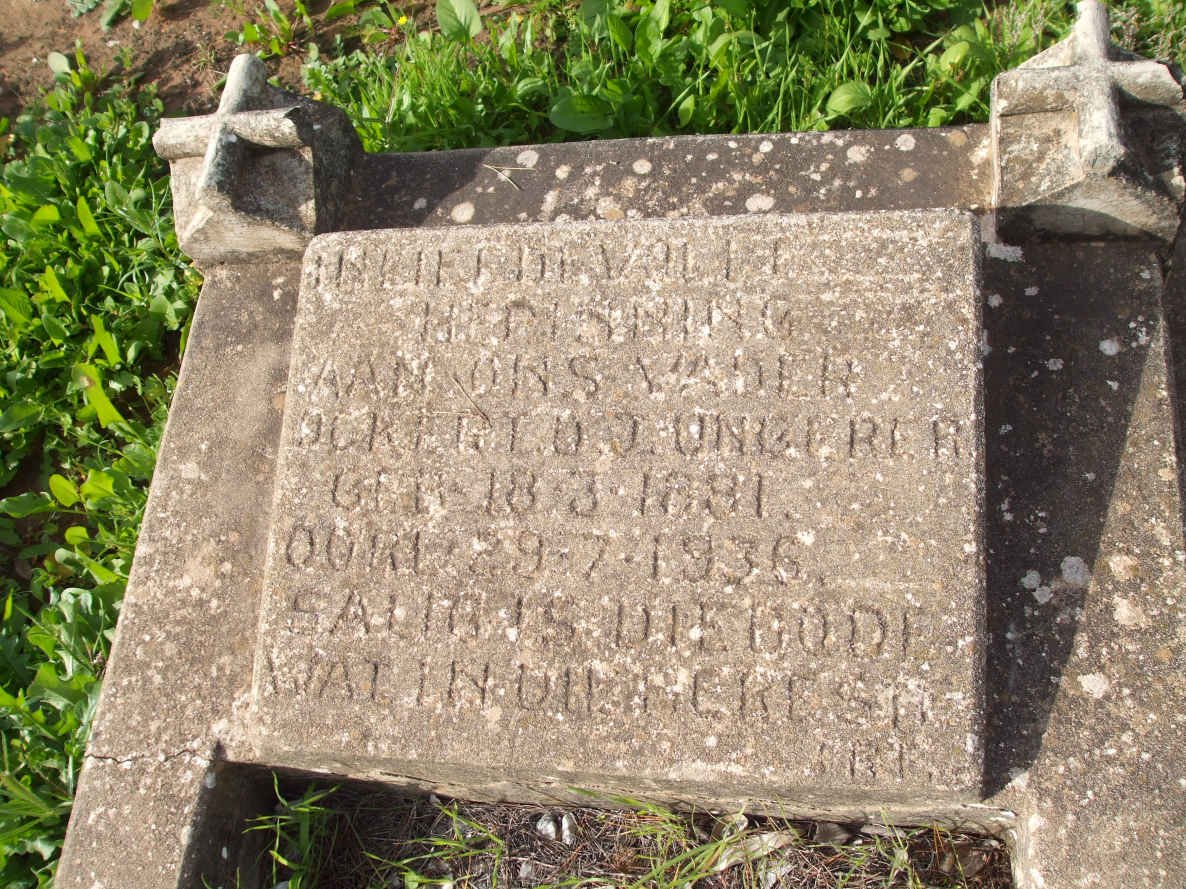 IN LIEFDEVOLLE
HERINNERING
AAN ONS VADER
OCKERT. D. J. UNGERER
GEB. 18·3·1881.
OORL. 29·7·1936.
SALIG IS DIE DODE
WAT IN DIE HERE STER